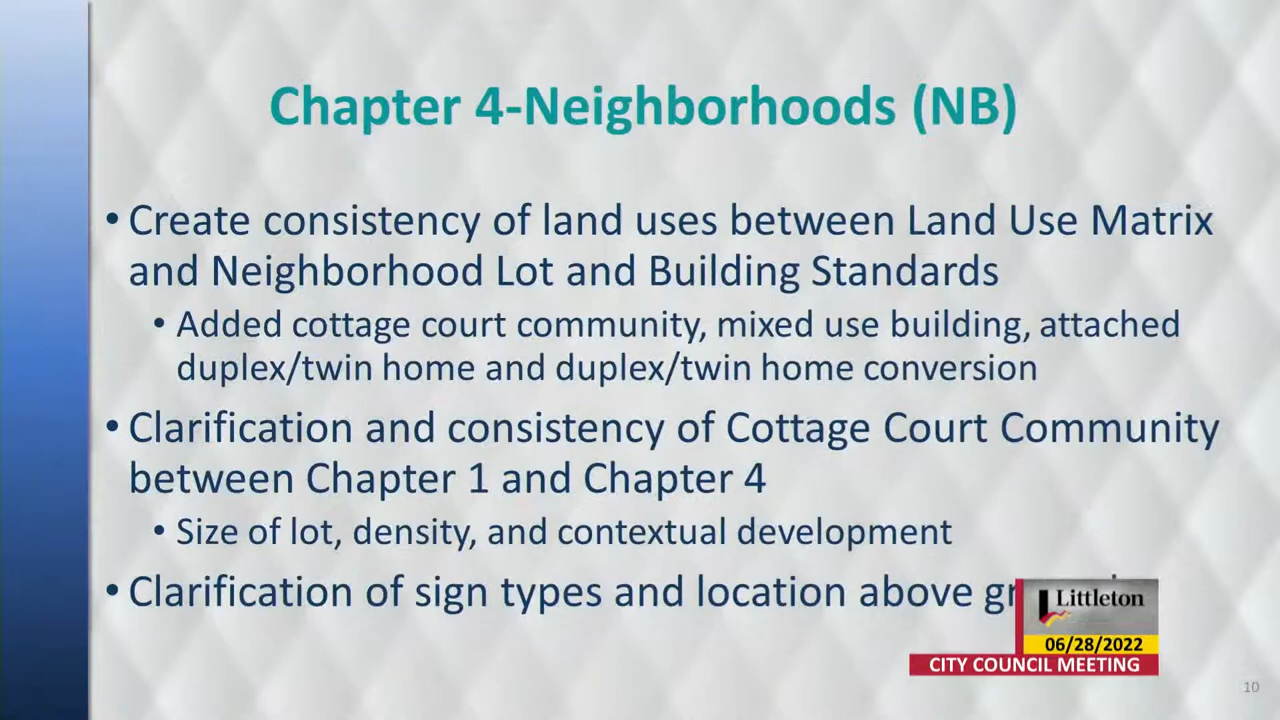 Chapter 4-Neighborhoods (NB)
• Create consistency of land uses between Land Use Matrix
and Neighborhood Lot and Building Standards
• Added cottage court community, mixed use building, attached
duplex/twin home and duplex/twin home conversion
• Clarification and consistency of Cottage Court Community
between Chapter 1 and Chapter 4
• Size of lot, density, and contextual development
• Clarification of sign types and location above
Littleton
06/28/2022
CITY COUNCIL MEETING
10